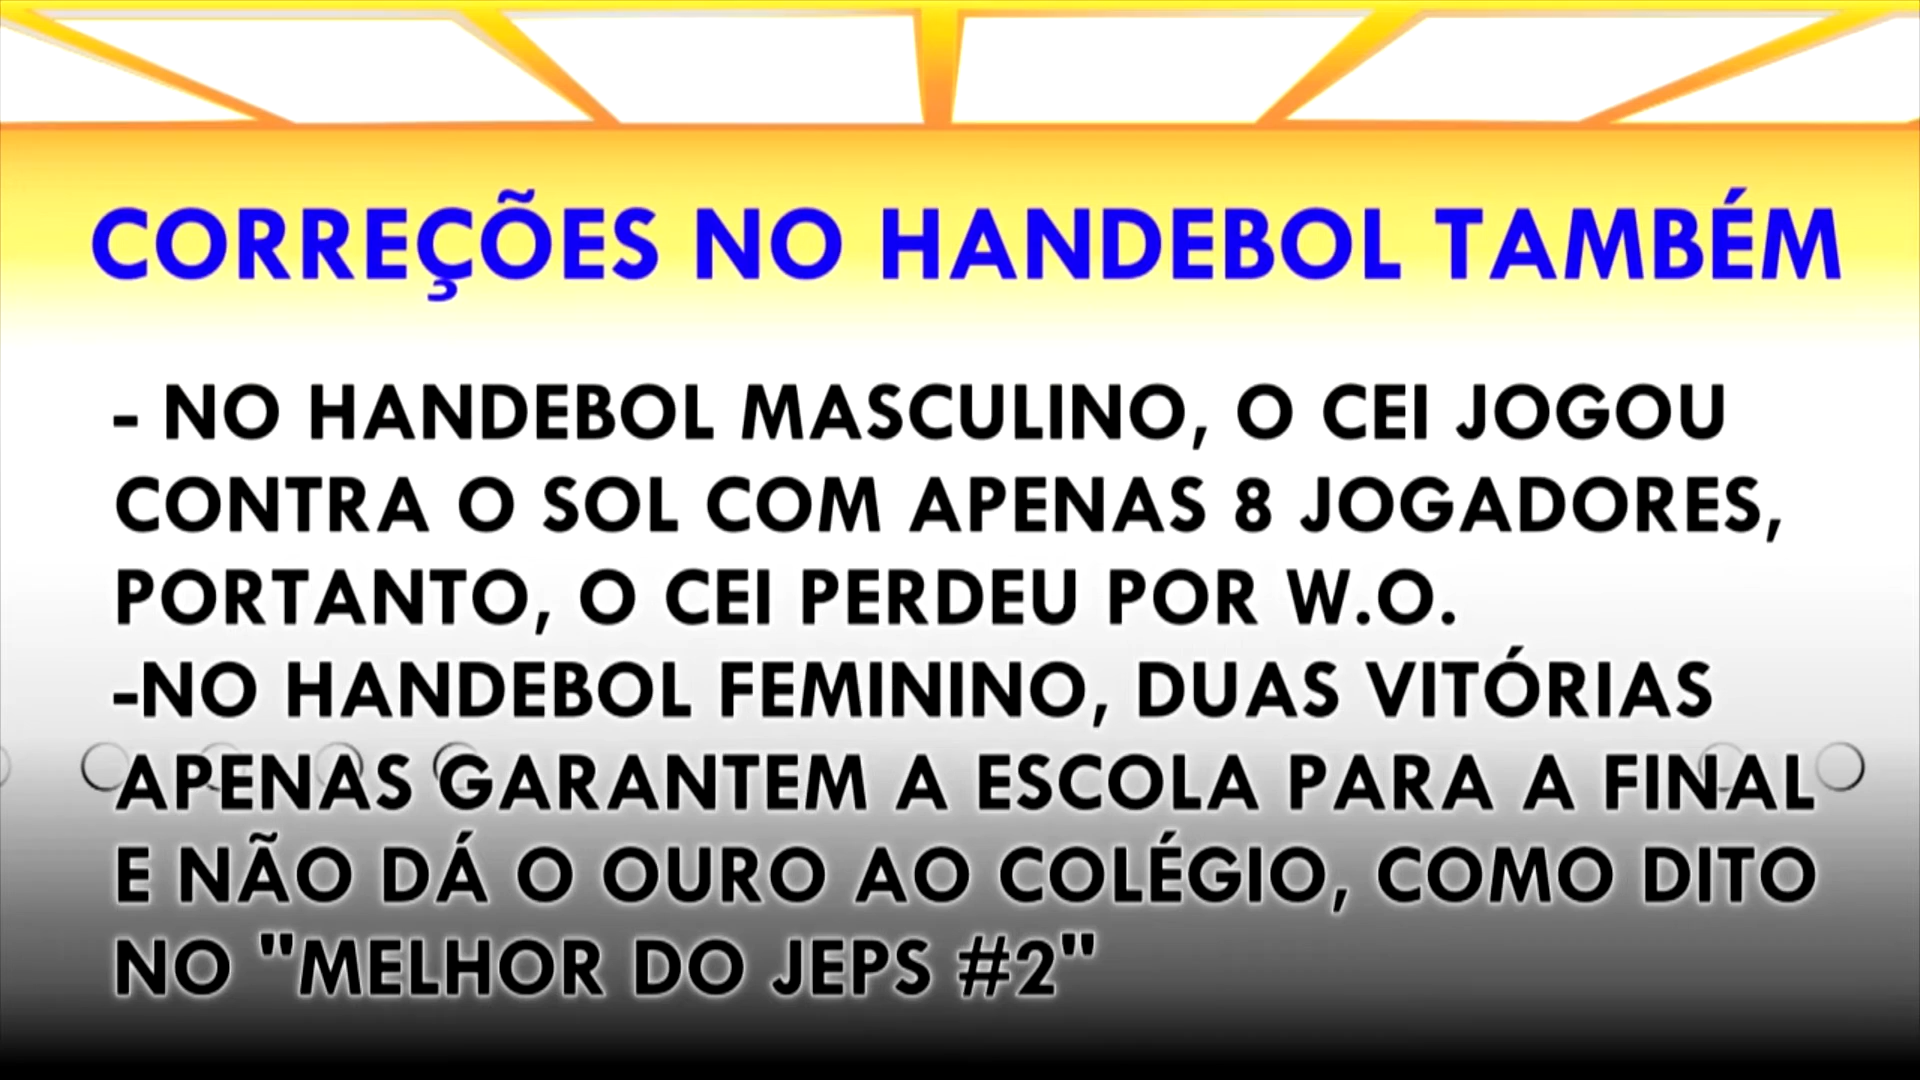 CORREÇÕES NO HANDEBOL TAMBÉM
- NO HANDEBOL MASCULINO, O CEI JOGOU
CONTRA O SOL COM APENAS 8 JOGADORES,
PORTANTO, O CEI PERDEU POR W.O.
-NO HANDEBOL FEMININO, DUAS VITÓRIAS
APENAS GARANTEM A ESCOLA PARA A FINAL
E NÃO DÁ O OURO AO COLÉGIO, COMO DITO
NO "MELHOR DO JEPS #2"